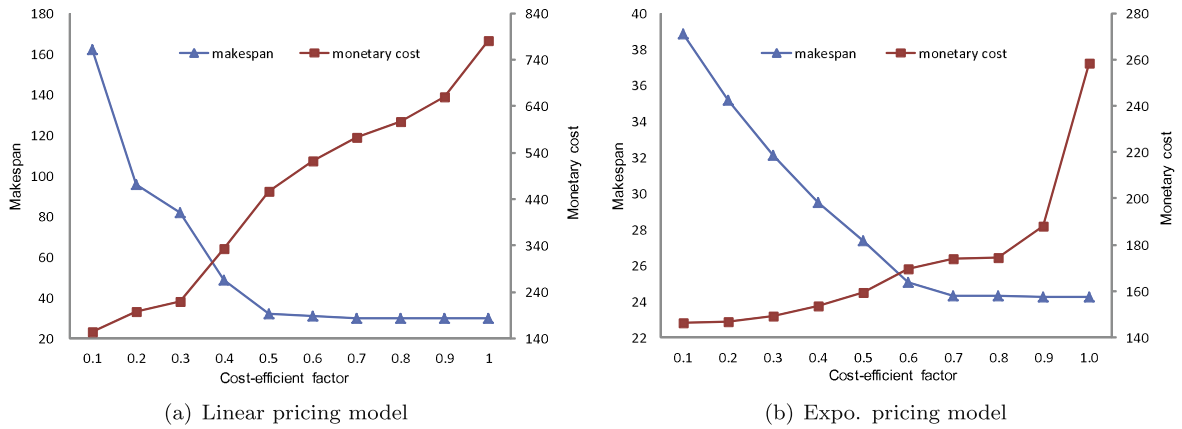 180
160
140
120
100
80
60
40
20
Makespan
840
740
640
540
440
340
240
140
Monetary cost
makespan
monetary cost
0.1 0.2 0.3 0.4 0.5 0.6 0.7 0.8 0.9 1
Cost-efficient factor
(a) Linear pricing model
40
38
36
34
32
30
28
26
24
22
Makespan
280
260
240
220
200
180
160
140
Monetary cost
makespan
monetary cost
0.1 0.2 0.3 0.4 0.5 0.6 0.7 0.8 0.9 1.0
Cost-efficient factor
(b) Expo. pricing model